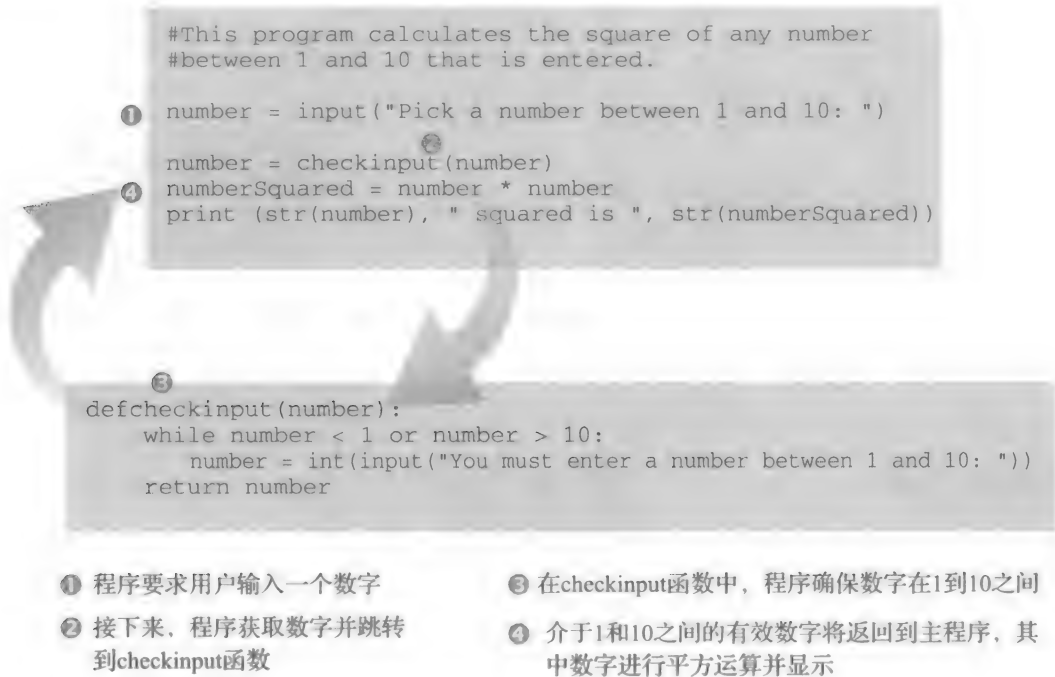 #This program calculates the square of any number
#between 1 and 10 that is entered.
❶ number = input("Pick a number between 1 and 10: ")
❷
number = checkinput(number)
❹ numberSquared = number * number
print (str(number), " squared is ", str(numberSquared))
❸
defcheckinput(number):
while number < 1 or number > 10:
number = int(input("You must enter a number between 1 and 10: "))
return number
❶ 程序要求用户输入一个数字
❷ 接下来，程序获取数字并跳转
到checkinput函数
❸ 在checkinput函数中，程序确保数字在1到10之间
❹ 介于1和10之间的有效数字将返回到主程序，其
中数字进行平方运算并显示